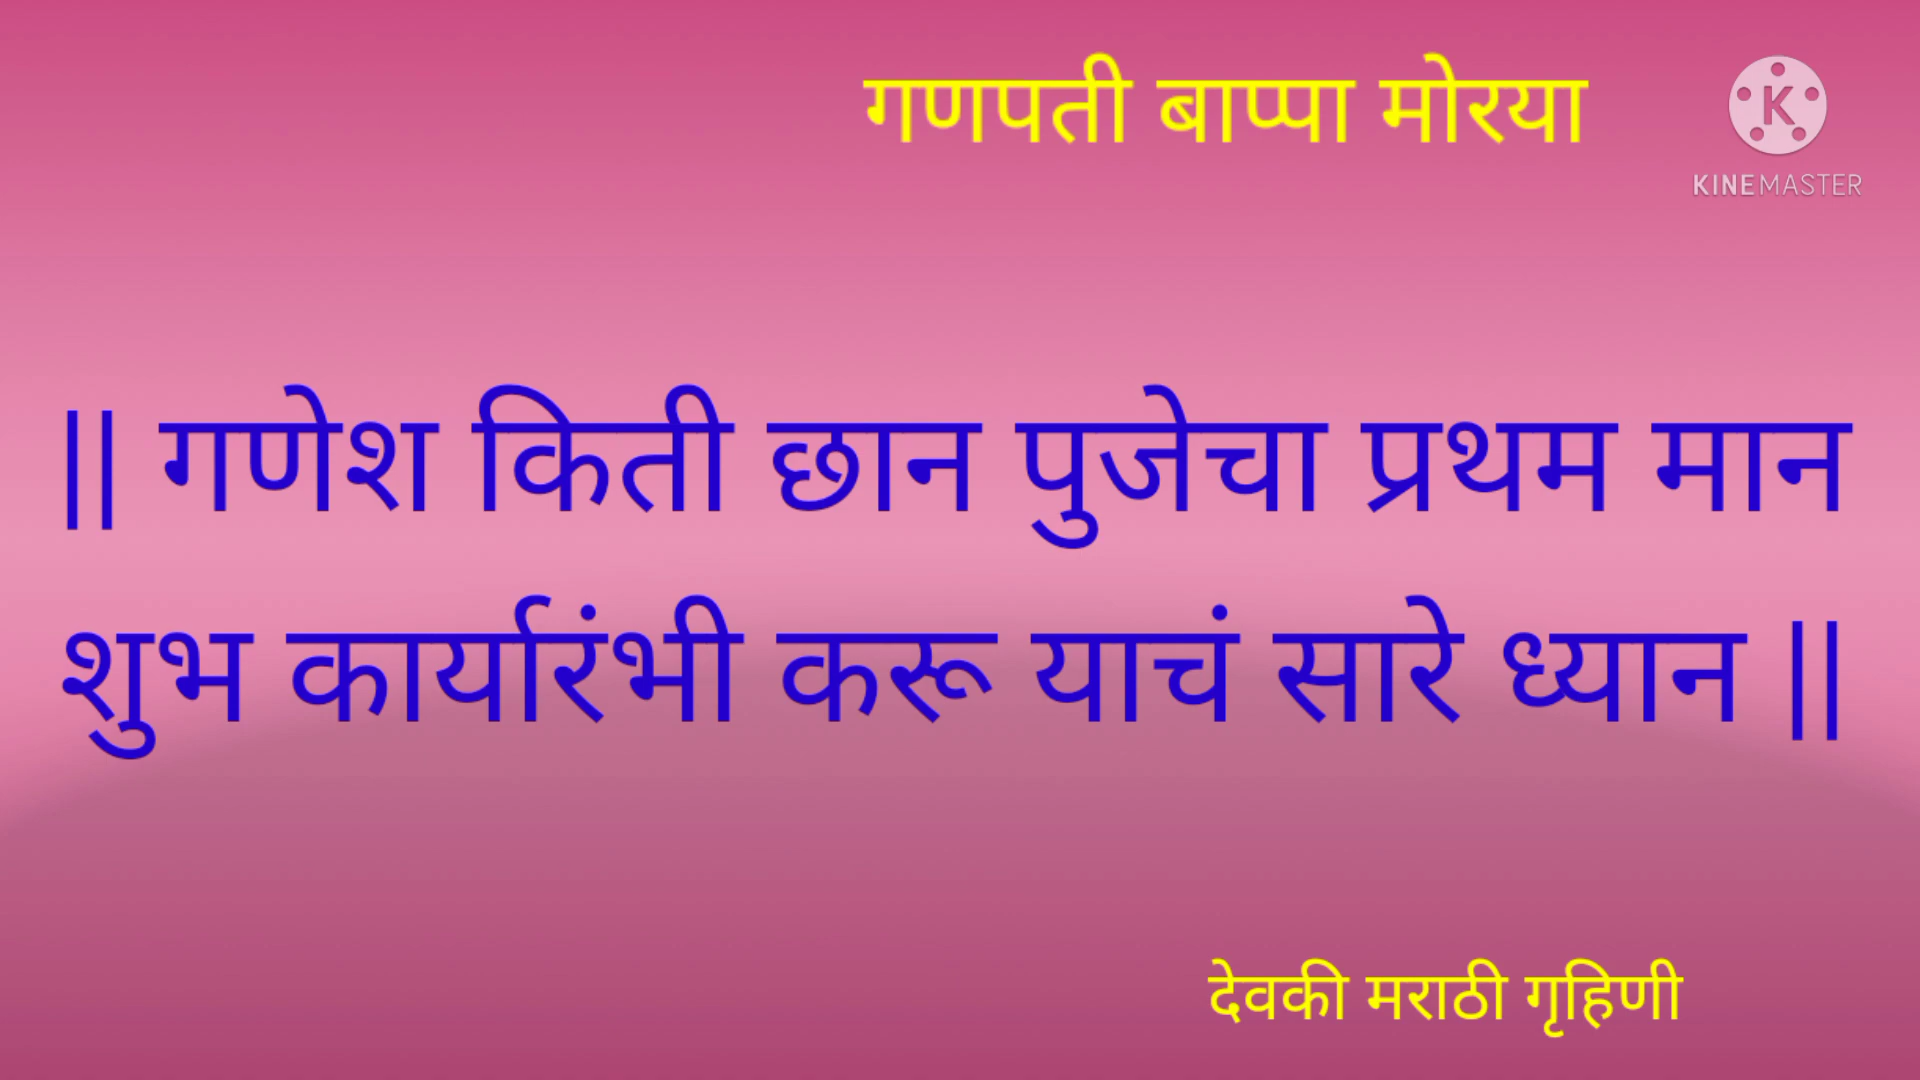 गणपती बाप्पा मोरया
KINEMASTER
|| गणेश किती छान पुजेचा प्रथम मान
शुभ कार्यारंभी करू याचं सारे ध्यान ||
देवकी मराठी गृहिणी